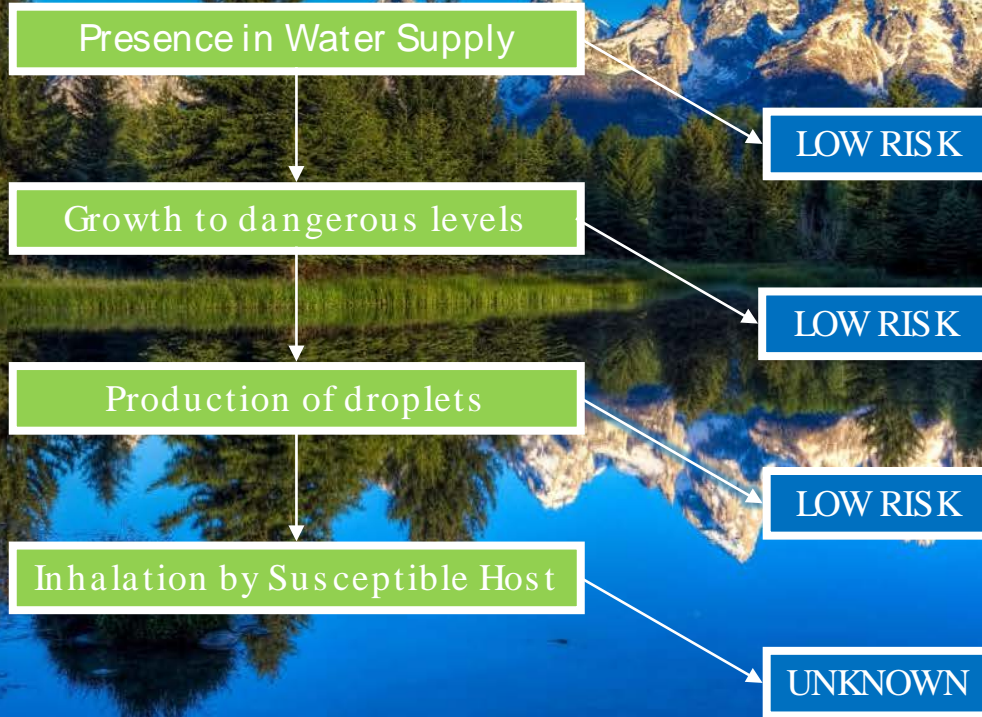 Presence in Water Supply
LOW RISK
Growth to dangerous levels
LOW RISK
Production of droplets
LOW RISK
Inhalation by Susceptible Host
UNKNOWN